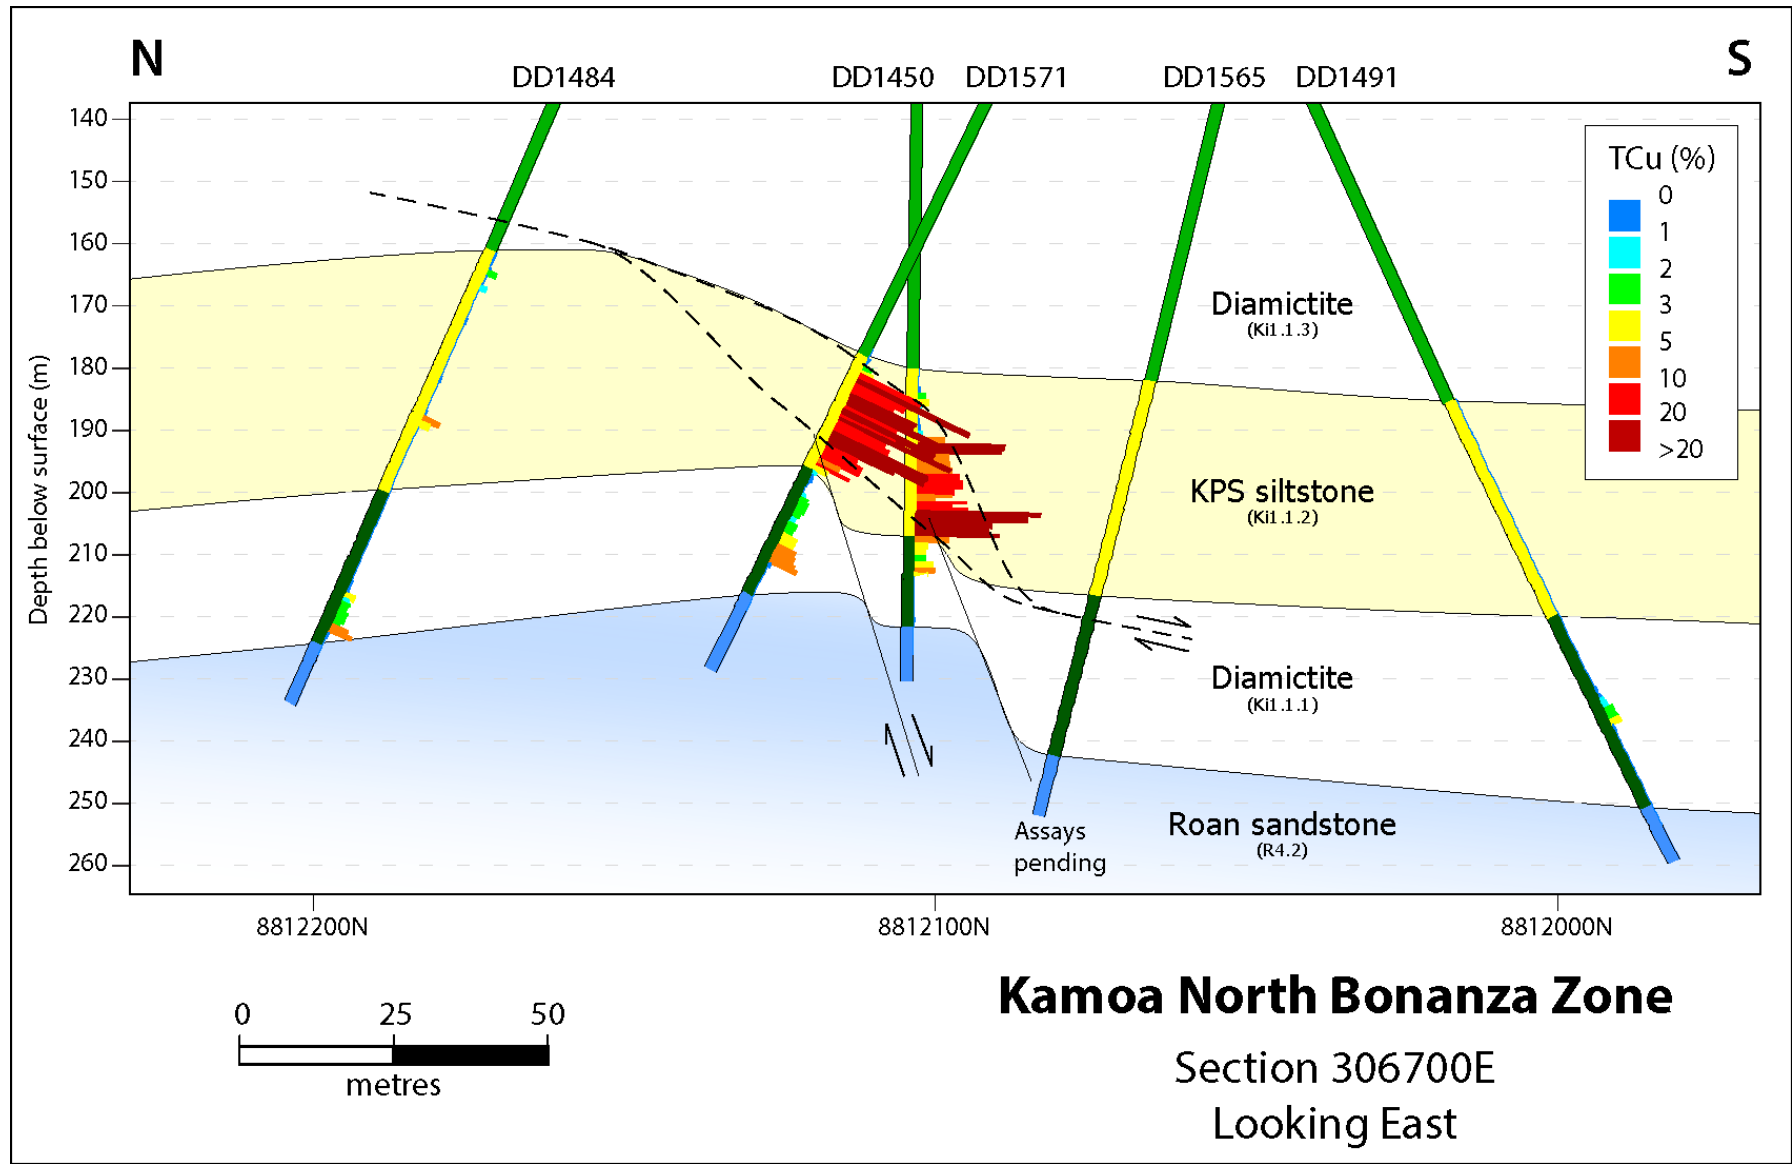 N
S
DD1484
DD1450
DD1571
DD1565
DD1491
Depth below surface (m)
140
150
160
170
180
190
200
210
220
230
240
250
260
TCu (%)
0
1
2
3
5
10
20
>20
Diamictite
(Ki1.1.3)
KPS siltstone
(Ki1.1.2)
Diamictite
(Ki1.1.1)
Roan sandstone
(R4.2)
Assays
pending
8812200N
8812100N
8812000N
0
25
50
metres
Kamoa North Bonanza Zone
Section 306700E
Looking East